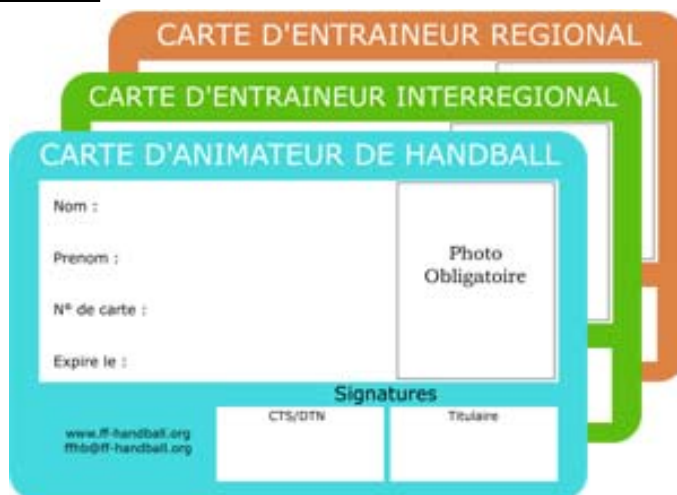 CARTE D'ENTRAINEUR REGIONAL
CARTE D'ENTRAINEUR INTERREGIONAL
CARTE D'ANIMATEUR DE HANDBALL
Nom :
Prenom :
N° de carte :
Expire le :
Photo
Obligatoire
Signatures
CTS/DTN
Titulaire
www.ff-handball.org
ffhb@ff-handball.org